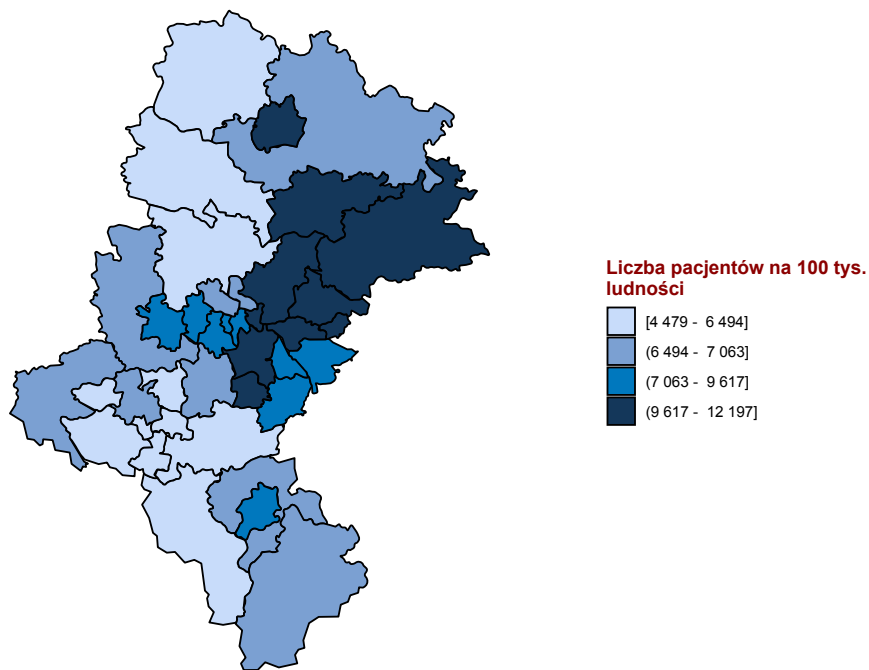 Liczba pacjentów na 100 tys.
ludności
[4 479 - 6 494]
(6 494 - 7 063]
(7 063 - 9 617]
(9 617 - 12 197]